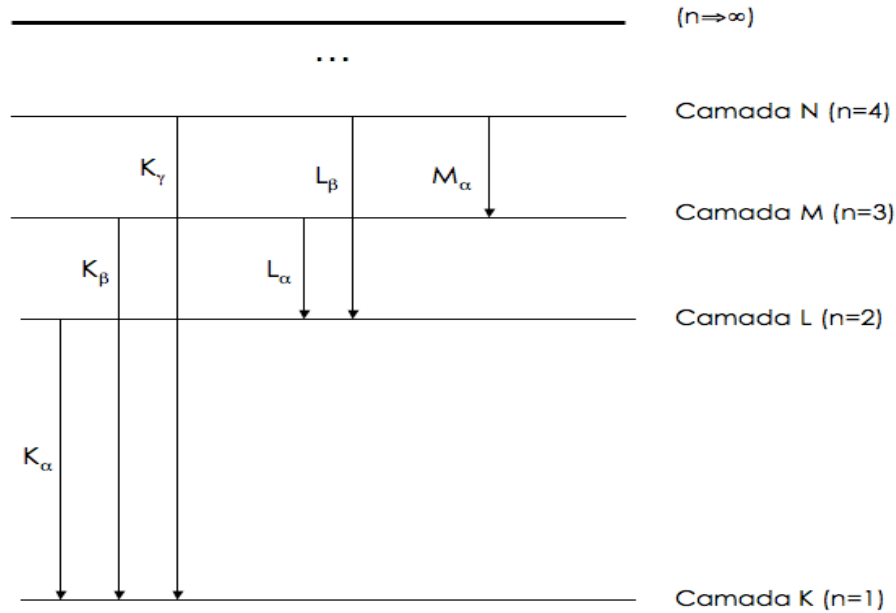 (n⇒∞)
...
Camada N (n=4)
Kγ
Lβ
Mα
Camada M (n=3)
Kβ
Lα
Camada L (n=2)
Kα
Camada K (n=1)